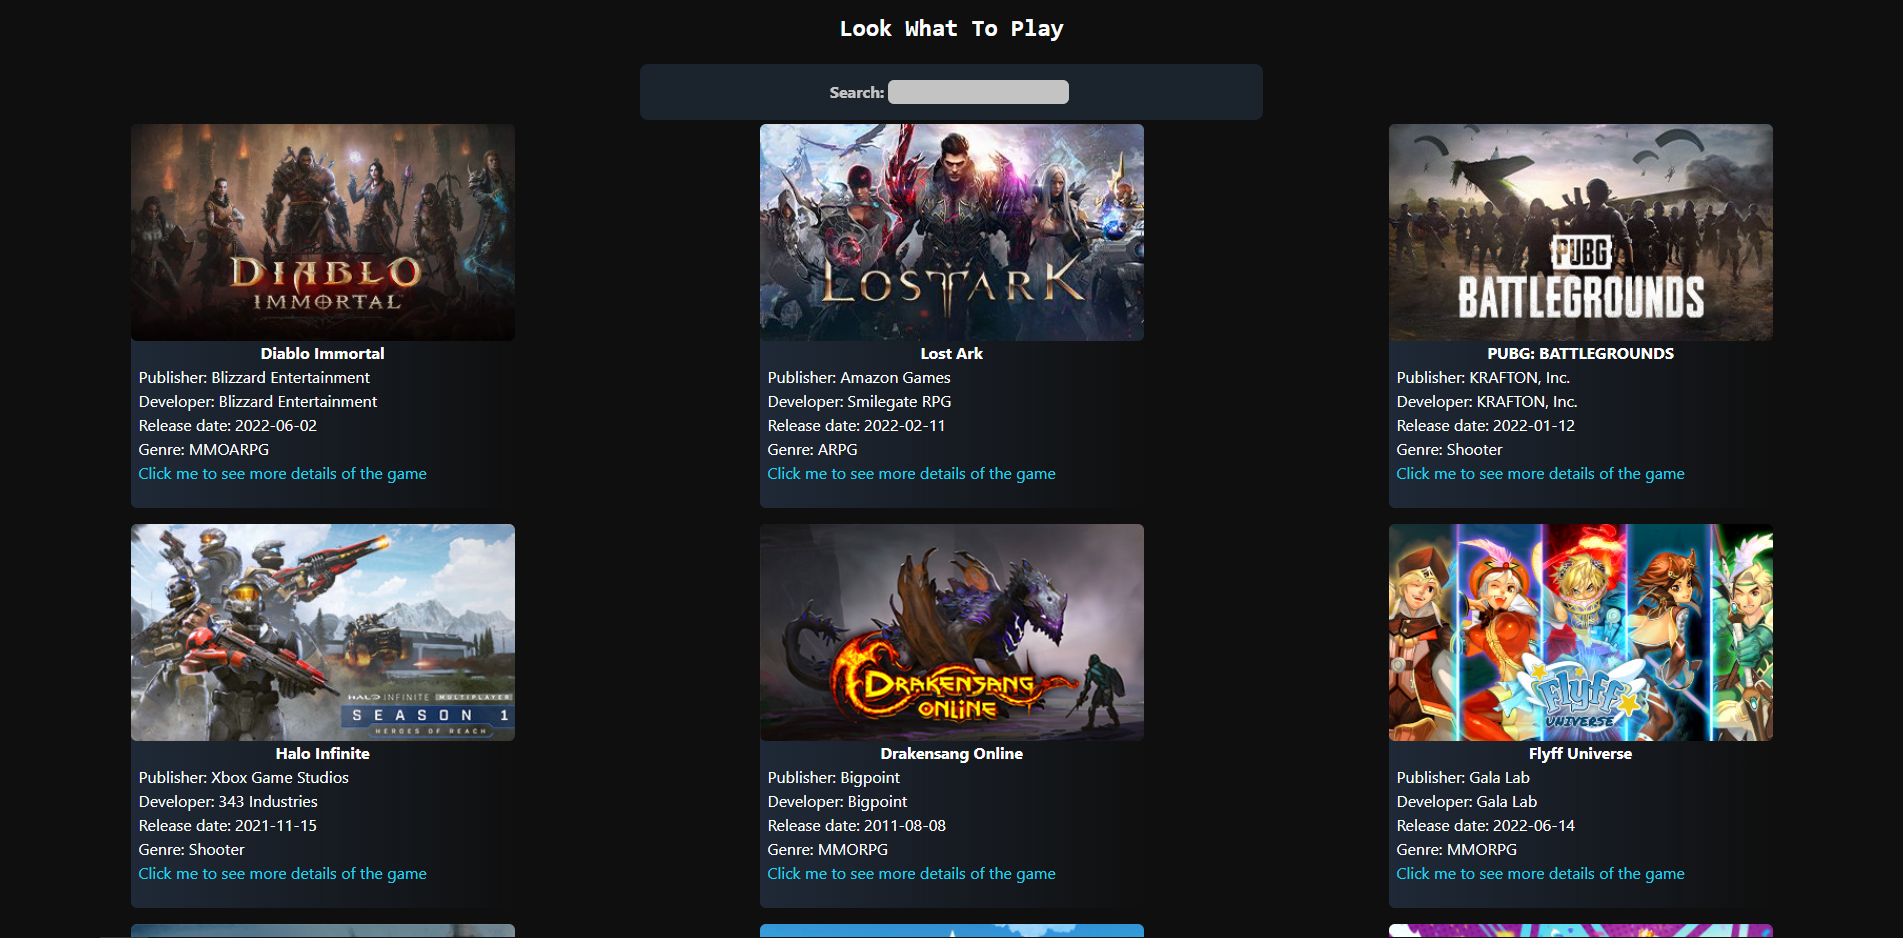 Look What To Play
Search:
DIABLO
IMMORTAL
LOST ARK
PUBG
BATTLEGROUNDS
Diablo Immortal
Publisher: Blizzard Entertainment
Developer: Blizzard Entertainment
Release date: 2022-06-02
Genre: MMOARPG
Click me to see more details of the game
Lost Ark
Publisher: Amazon Games
Developer: Smilegate RPG
Release date: 2022-02-11
Genre: ARPG
Click me to see more details of the game
PUBG: BATTLEGROUNDS
Publisher: KRAFTON, Inc.
Developer: KRAFTON, Inc.
Release date: 2022-01-12
Genre: Shooter
Click me to see more details of the game
HALO INFINITE MULTIPLAYER
SEASON 1
HEROES OF REACH
DRAKENSANG
ONLINE
Flyff
UNIVERSE
Halo Infinite
Publisher: Xbox Game Studios
Developer: 343 Industries
Release date: 2021-11-15
Genre: Shooter
Click me to see more details of the game
Drakensang Online
Publisher: Bigpoint
Developer: Bigpoint
Release date: 2011-08-08
Genre: MMORPG
Click me to see more details of the game
Flyff Universe
Publisher: Gala Lab
Developer: Gala Lab
Release date: 2022-06-14
Genre: MMORPG
Click me to see more details of the game